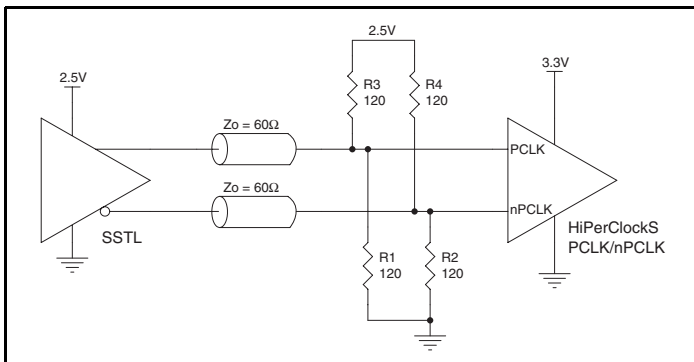 2.5V
2.5V
3.3V
R3
120
R4
120
Zo = 60Ω
PCLK
Zo = 60Ω
nPCLK
SSTL
HiPerClockS
PCLK/nPCLK
R1
120
R2
120